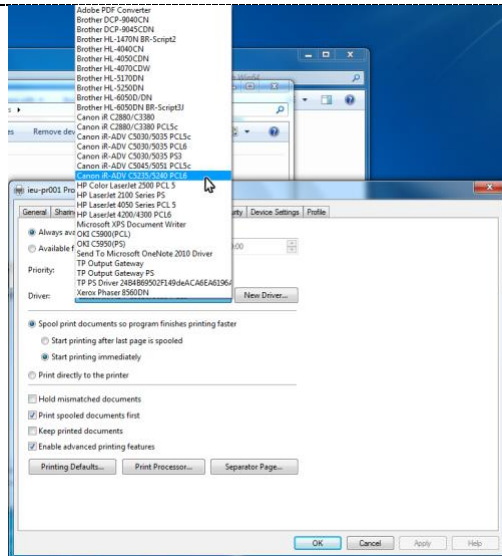 Adobe PDF Converter
Brother DCP-9040CN
Brother DCP-9045CDN
Brother HL-1470N BR-Script2
Brother HL-4040CN
Brother HL-4050CDN
Brother HL-4070CDW
Brother HL-5170DN
Brother HL-5250DN
Brother HL-6050D/DN
Brother HL-6050DN BR-Script3J
Canon iR C2880/C3380
Canon iR C2880/C3380 PCL5c
Canon iR-ADV C5030/5035 PCL5c
Canon iR-ADV C5030/5035 PCL6
Canon iR-ADV C5030/5035 PS3
Canon iR-ADV C5045/5051 PCL5c
Canon iR-ADV C5235/5240 PCL6
HP Color LaserJet 2500 PCL 5
HP LaserJet 2100 Series PS
HP LaserJet 4050 Series PCL 5
HP LaserJet 4200/4300 PCL6
Microsoft XPS Document Writer
OKI C5900(PCL)
OKI C5950(PS)
Send To Microsoft OneNote 2010 Driver
TP Output Gateway
TP Output Gateway PS
TP PS Driver
Xerox Phaser 8560DN
Remove dev
ieu-pr001 Pro
General Sharin urity Device Settings Profile
Always ava
Available f :00
Priority:
Driver: New Driver...
Spool print documents so program finishes printing faster
Start printing after last page is spooled
Start printing immediately
Print directly to the printer
Hold mismatched documents
Print spooled documents first
Keep printed documents
Enable advanced printing features
Printing Defaults... Print Processor... Separator Page...
OK Cancel Apply Help